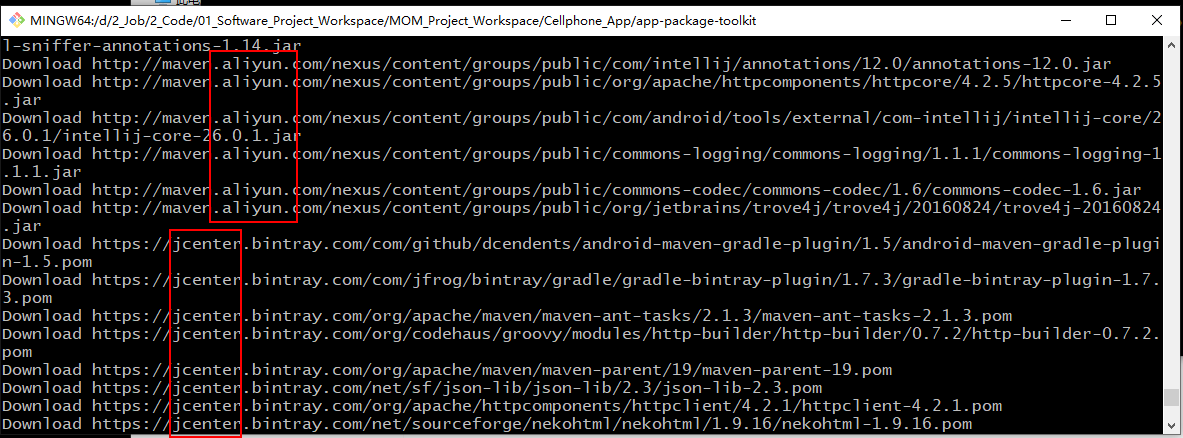 MINGW64:/d/2_Job/2_Code/01_Software_Project_Workspace/MOM_Project_Workspace/Cellphone_App/app-package-toolkit
l-sniffer-annotations-1.14.jar
Download http://maven.aliyun.com/nexus/content/groups/public/com/intellij/annotations/12.0/annotations-12.0.jar
Download http://maven.aliyun.com/nexus/content/groups/public/org/apache/httpcomponents/httpcore/4.2.5/httpcore-4.2.5
.jar
Download http://maven.aliyun.com/nexus/content/groups/public/com/android/tools/external/com-intellij/intellij-core/2
6.0.1/intellij-core-26.0.1.jar
Download http://maven.aliyun.com/nexus/content/groups/public/commons-logging/commons-logging/1.1.1/commons-logging-1
.1.1.jar
Download http://maven.aliyun.com/nexus/content/groups/public/commons-codec/commons-codec/1.6/commons-codec-1.6.jar
Download http://maven.aliyun.com/nexus/content/groups/public/org/jetbrains/trove4j/trove4j/20160824/trove4j-20160824
.jar
Download https://jcenter.bintray.com/com/github/dcendents/android-maven-gradle-plugin/1.5/android-maven-gradle-plugi
n-1.5.pom
Download https://jcenter.bintray.com/com/jfrog/bintray/gradle/gradle-bintray-plugin/1.7.3/gradle-bintray-plugin-1.7.
3.pom
Download https://jcenter.bintray.com/org/apache/maven/maven-ant-tasks/2.1.3/maven-ant-tasks-2.1.3.pom
Download https://jcenter.bintray.com/org/codehaus/groovy/modules/http-builder/http-builder/0.7.2/http-builder-0.7.2.
pom
Download https://jcenter.bintray.com/org/apache/maven/maven-parent/19/maven-parent-19.pom
Download https://jcenter.bintray.com/net/sf/json-lib/json-lib/2.3/json-lib-2.3.pom
Download https://jcenter.bintray.com/org/apache/httpcomponents/httpclient/4.2.1/httpclient-4.2.1.pom
Download https://jcenter.bintray.com/net/sourceforge/nekohtml/nekohtml/1.9.16/nekohtml-1.9.16.pom